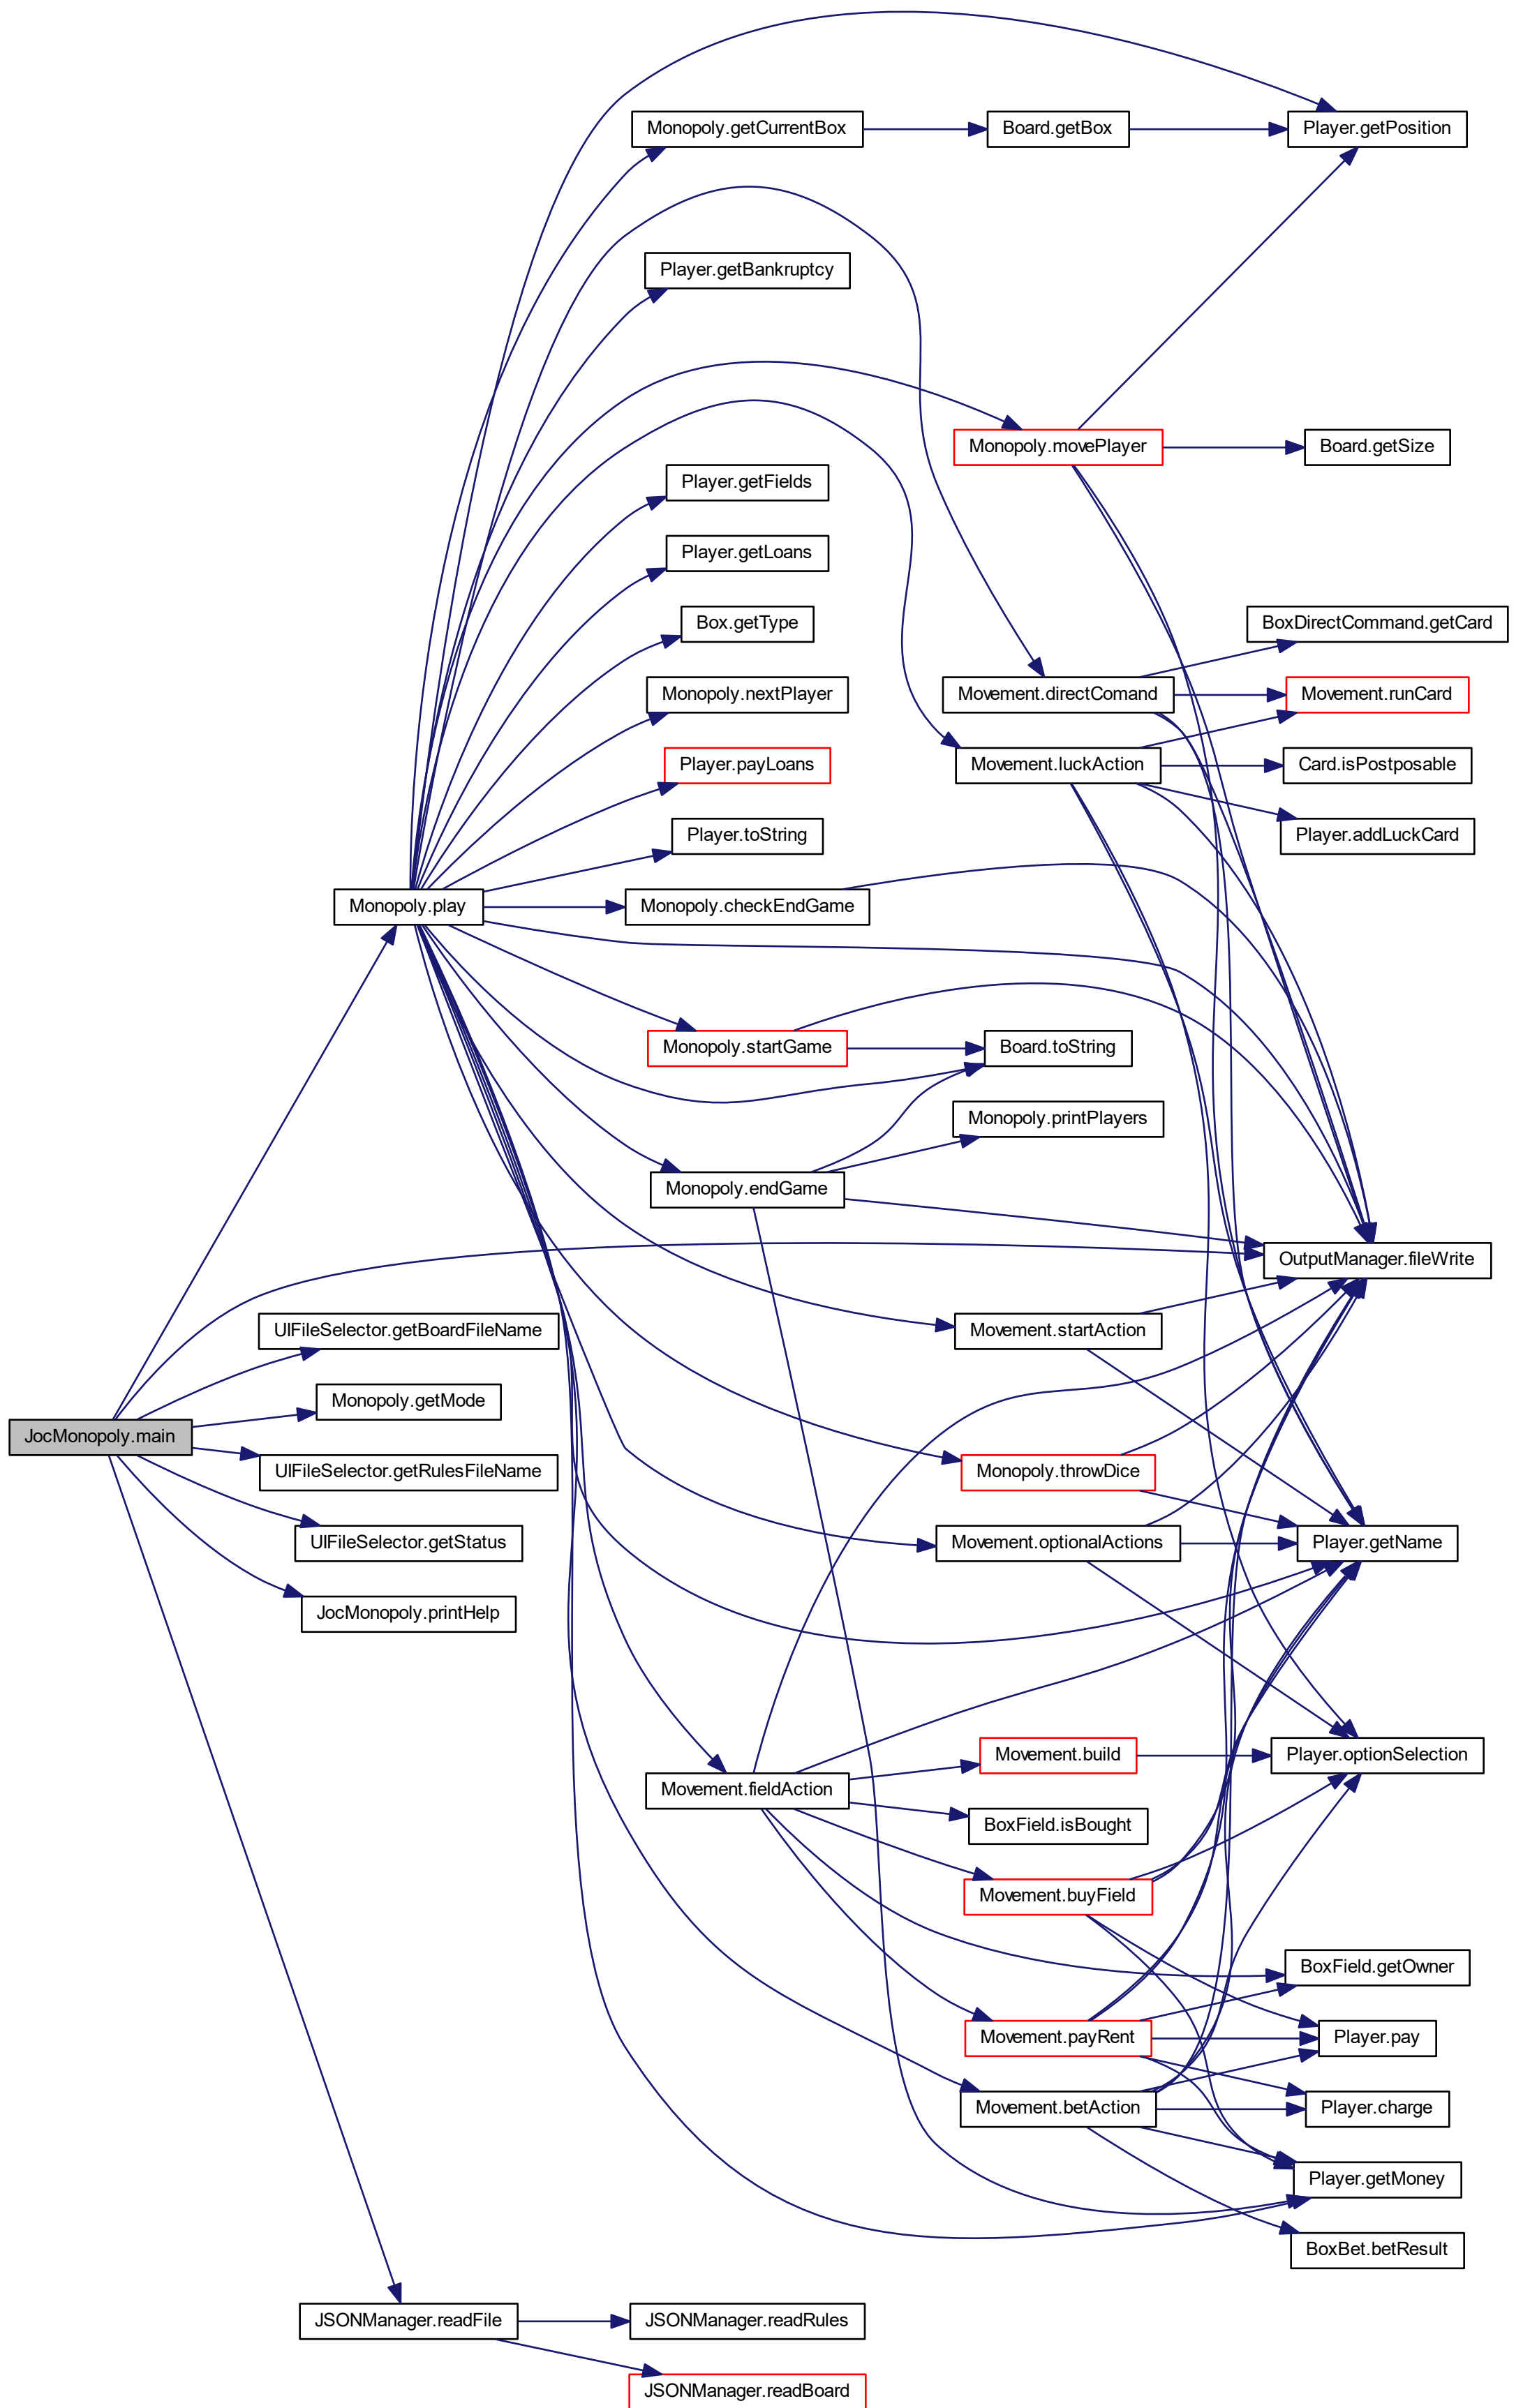 Monopoly.getCurrentBox
Board.getBox
Player.getPosition
Player.getBankruptcy
Monopoly.movePlayer
Board.getSize
Player.getFields
Player.getLoans
Box.getType
BoxDirectCommand.getCard
Monopoly.nextPlayer
Movement.directComand
Movement.runCard
Player.payLoans
Movement.luckAction
Card.isPostposable
Player.toString
Player.addLuckCard
Monopoly.play
Monopoly.checkEndGame
Monopoly.startGame
Board.toString
Monopoly.printPlayers
Monopoly.endGame
OutputManager.fileWrite
UIFileSelector.getBoardFileName
Movement.startAction
Monopoly.getMode
JocMonopoly.main
UIFileSelector.getRulesFileName
Monopoly.throwDice
UIFileSelector.getStatus
Movement.optionalActions
Player.getName
JocMonopoly.printHelp
Movement.build
Player.optionSelection
Movement.fieldAction
BoxField.isBought
Movement.buyField
BoxField.getOwner
Movement.payRent
Player.pay
Movement.betAction
Player.charge
Player.getMoney
BoxBet.betResult
JSONManager.readFile
JSONManager.readRules
JSONManager.readBoard